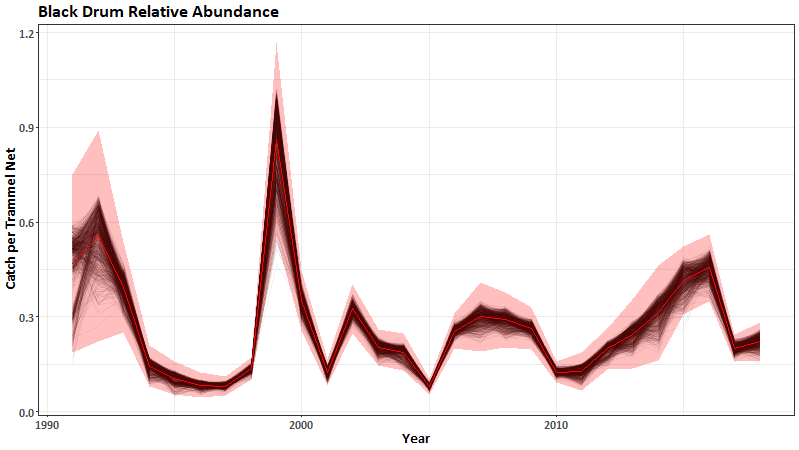 Black Drum Relative Abundance
1.2
0.9
0.6
0.3
0.0
Catch per Trammel Net
1990
2000
2010
Year